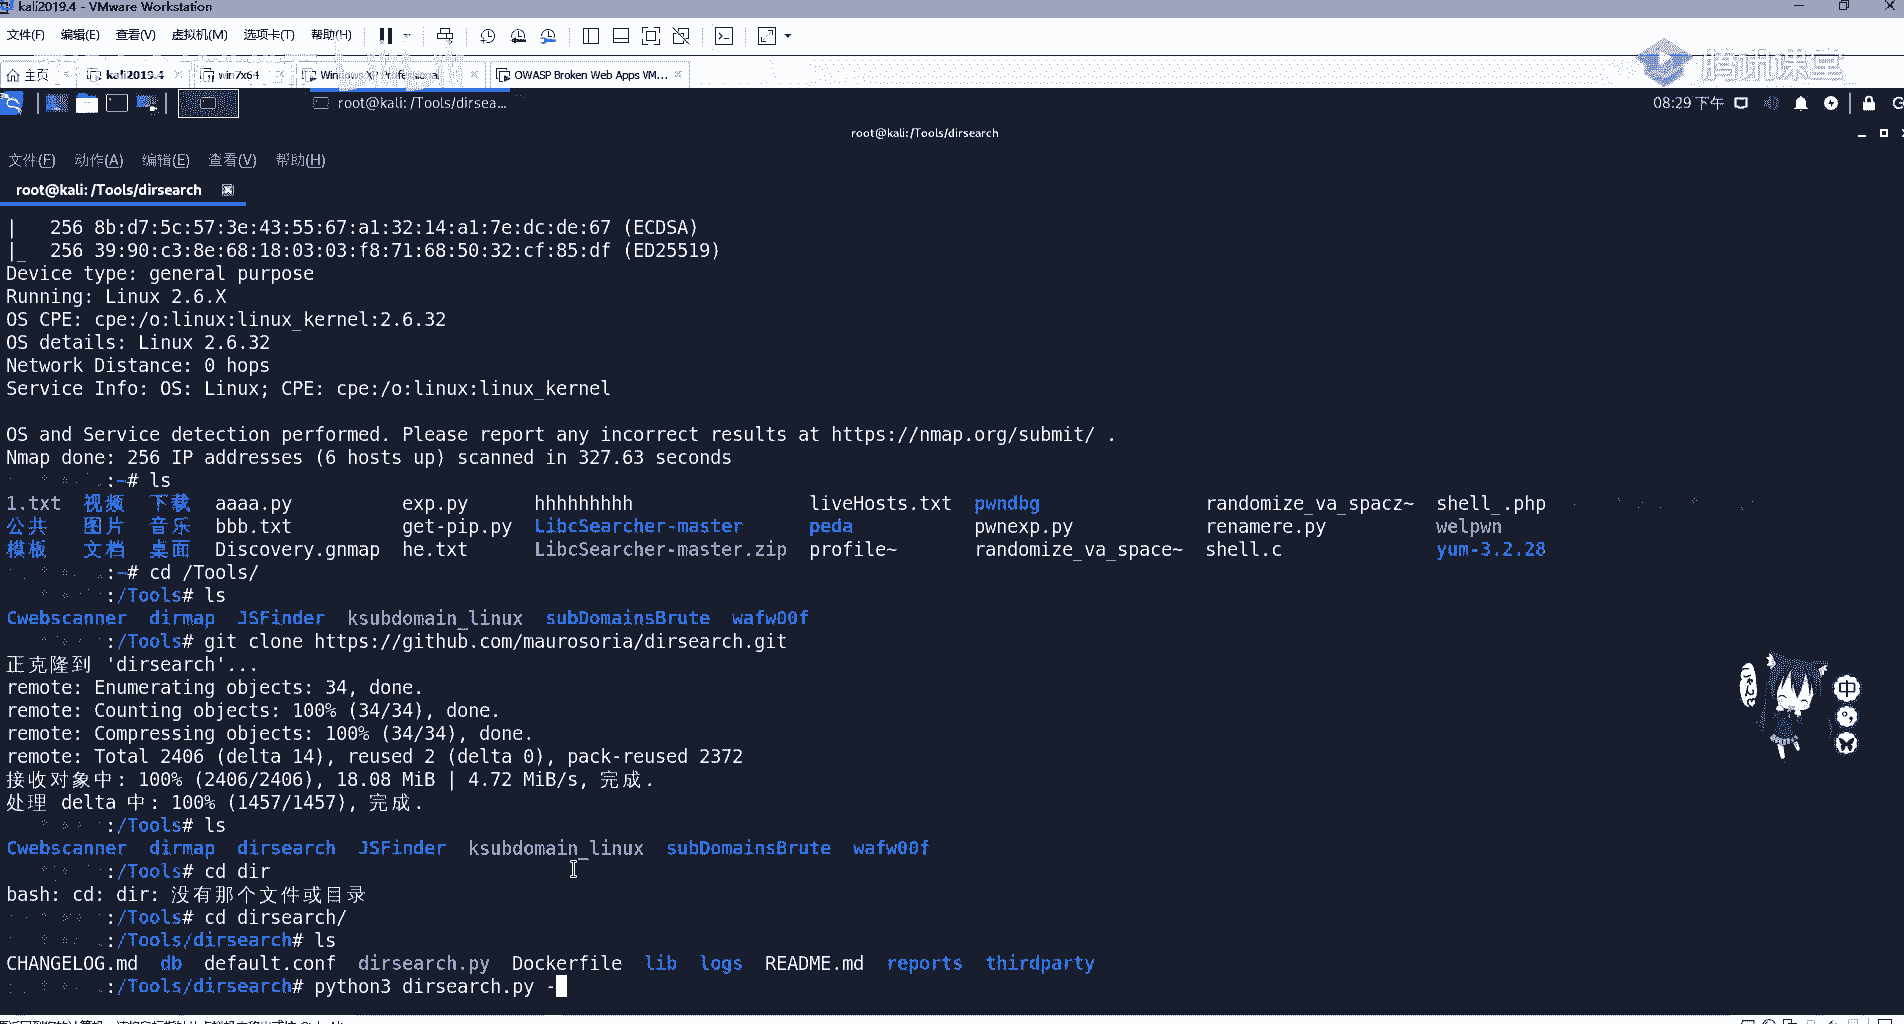 kali2019.4 - VMware Workstation
文件(F) 编辑(E) 查看(V) 虚拟机(M) 选项卡(T) 帮助(H)
主页 kali2019.4 win7x64 Windows XP Professional OWASP Broken Web Apps VM...
腾讯课堂
root@kali: /Tools/dirsea... 08:29 下午
root@kali: /Tools/dirsearch
文件(F) 动作(A) 编辑(E) 查看(V) 帮助(H)
root@kali: /Tools/dirsearch
| 256 8b:d7:5c:57:3e:43:55:67:a1:32:14:a1:7e:dc:de:67 (ECDSA)
|_ 256 39:90:c3:8e:68:18:03:03:f8:71:68:50:32:cf:85:df (ED25519)
Device type: general purpose
Running: Linux 2.6.X
OS CPE: cpe:/o:linux:linux_kernel:2.6.32
OS details: Linux 2.6.32
Network Distance: 0 hops
Service Info: OS: Linux; CPE: cpe:/o:linux:linux_kernel
OS and Service detection performed. Please report any incorrect results at https://nmap.org/submit/ .
Nmap done: 256 IP addresses (6 hosts up) scanned in 327.63 seconds
:~# ls
1.txt 视频 下载 aaaa.py exp.py hhhhhhhhh liveHosts.txt pwndbg randomize_va_spacz~ shell_.php
公共 图片 音乐 bbb.txt get-pip.py LibcSearcher-master peda pwnexp.py renamere.py welpwn
模板 文档 桌面 Discovery.gnmap he.txt LibcSearcher-master.zip profile~ randomize_va_space~ shell.c yum-3.2.28
:~# cd /Tools/
:/Tools# ls
Cwebscanner dirmap JSFinder ksubdomain_linux subDomainsBrute wafw00f
:/Tools# git clone https://github.com/maurosoria/dirsearch.git
正克隆到 'dirsearch'...
remote: Enumerating objects: 34, done.
remote: Counting objects: 100% (34/34), done.
remote: Compressing objects: 100% (34/34), done.
remote: Total 2406 (delta 14), reused 2 (delta 0), pack-reused 2372
接收对象中: 100% (2406/2406), 18.08 MiB | 4.72 MiB/s, 完成.
处理 delta 中: 100% (1457/1457), 完成.
:/Tools# ls
Cwebscanner dirmap dirsearch JSFinder ksubdomain_linux subDomainsBrute wafw00f
:/Tools# cd dir
bash: cd: dir: 没有那个文件或目录
:/Tools# cd dirsearch/
:/Tools/dirsearch# ls
CHANGELOG.md db default.conf dirsearch.py Dockerfile lib logs README.md reports thirdparty
:/Tools/dirsearch# python3 dirsearch.py -
中